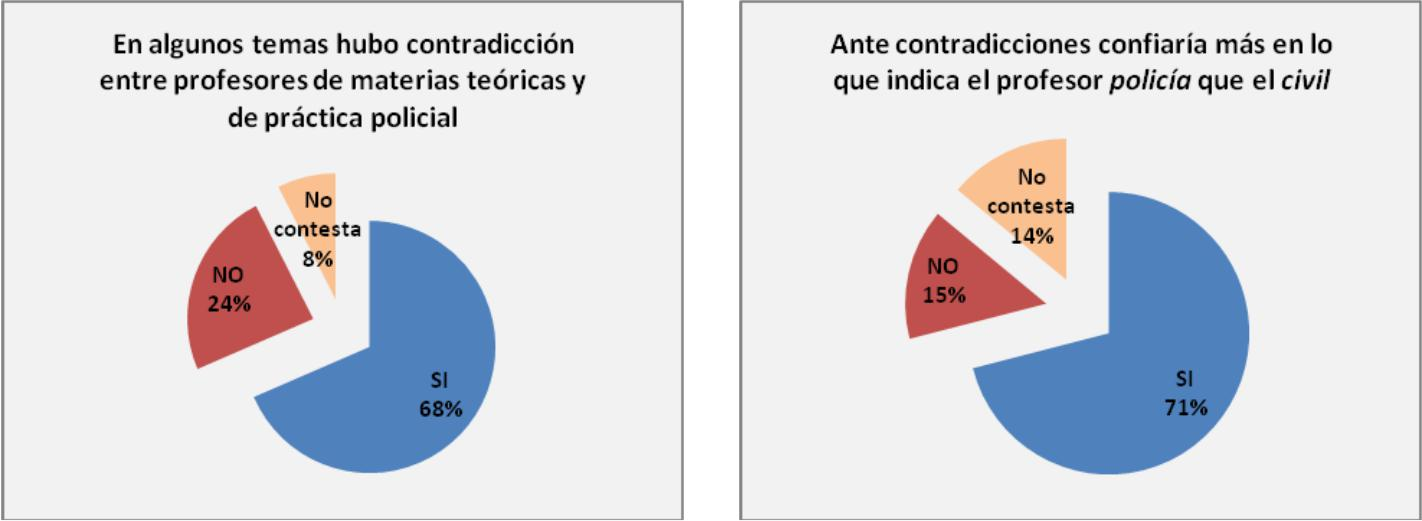 En algunos temas hubo contradicción
entre profesores de materias teóricas y
de práctica policial
No
contesta
8%
NO
24%
SI
68%
Ante contradicciones confiaría más en lo
que indica el profesor policía que el civil
No
contesta
14%
NO
15%
SI
71%